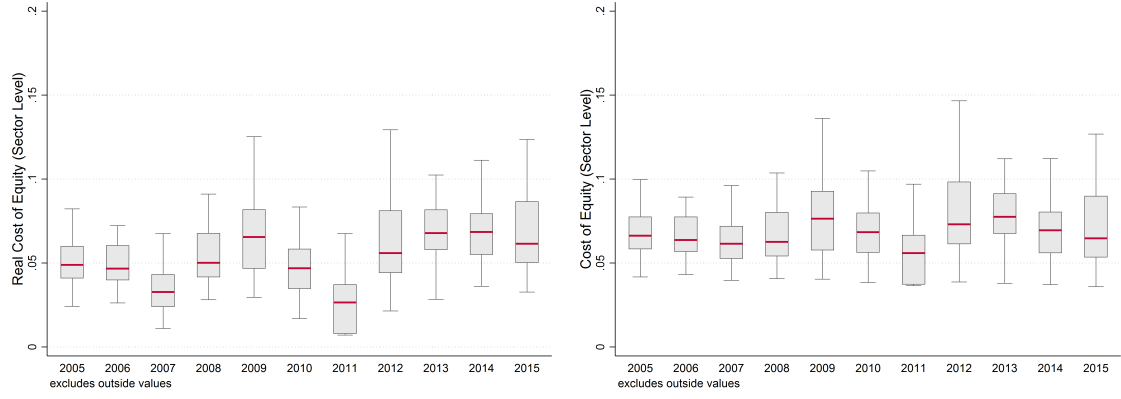 Real Cost of Equity (Sector Level)
.2
.15
.1
.05
0
2005 2006 2007 2008 2009 2010 2011 2012 2013 2014 2015
excludes outside values
Cost of Equity (Sector Level)
.2
.15
.1
.05
0
2005 2006 2007 2008 2009 2010 2011 2012 2013 2014 2015
excludes outside values